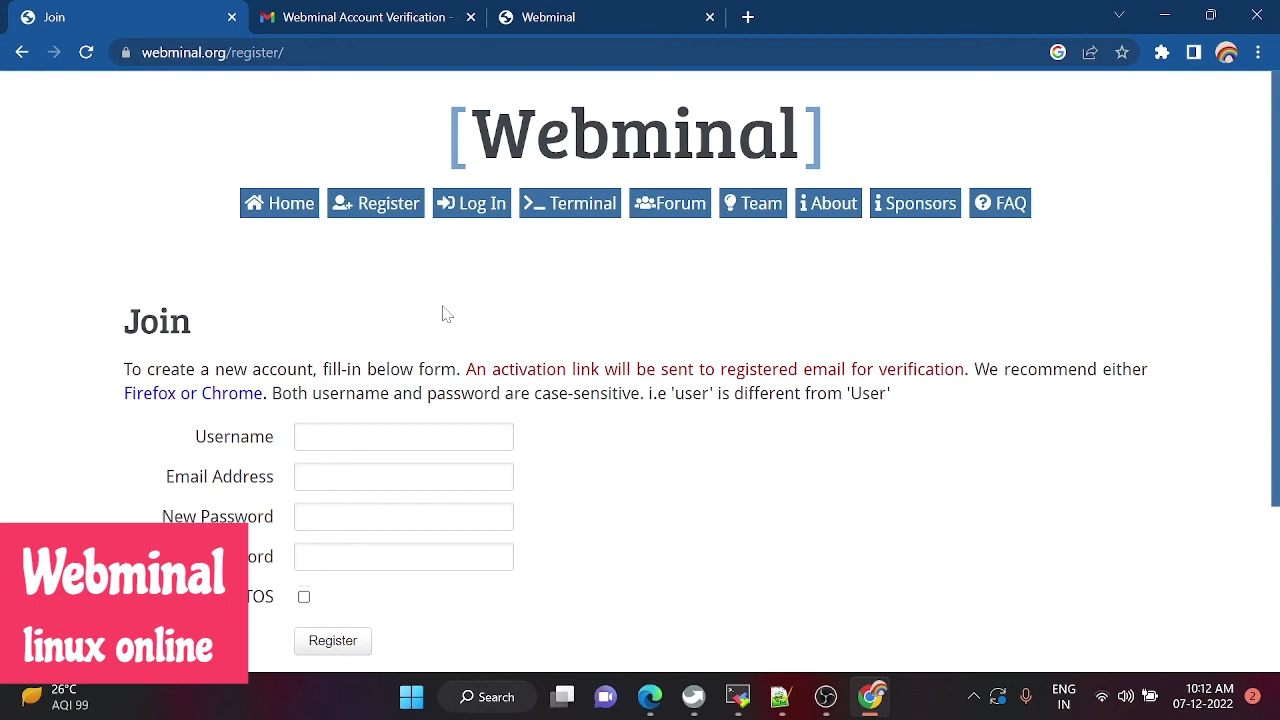 Join
Webminal Account Verification -
Webminal
webminal.org/register/
[Webminal]
Home
Register
Log In
Terminal
Forum
Team
About
Sponsors
FAQ
Join
To create a new account, fill-in below form. An activation link will be sent to registered email for verification. We recommend either
Firefox or Chrome. Both username and password are case-sensitive. i.e 'user' is different from 'User'
Username
Email Address
New Password
ord
TOS
Register
Webminal
linux online
26°C
AQI 99
Search
ENG
IN
10:12 AM
07-12-2022
2